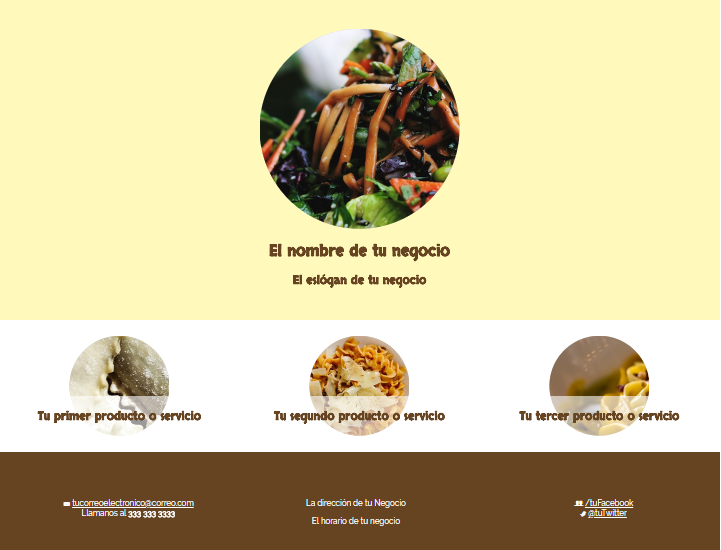 El nombre de tu negocio
El eslógan de tu negocio
Tu primer producto o servicio
Tu segundo producto o servicio
Tu tercer producto o servicio
tucorreoelectronico@correo.com
Llamanos al 333 333 3333
La dirección de tu Negocio
El horario de tu negocio
/tuFacebook
@tuTwitter